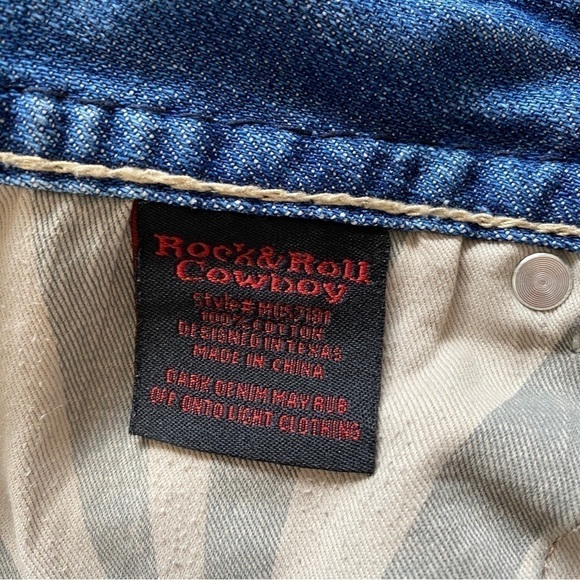 Rock&Roll
Cowboy
Style#
100% COTTON
DESIGNED IN TEXAS
MADE IN CHINA
DARK DENIM MAY RUB
OFF ONTO LIGHT CLOTHING